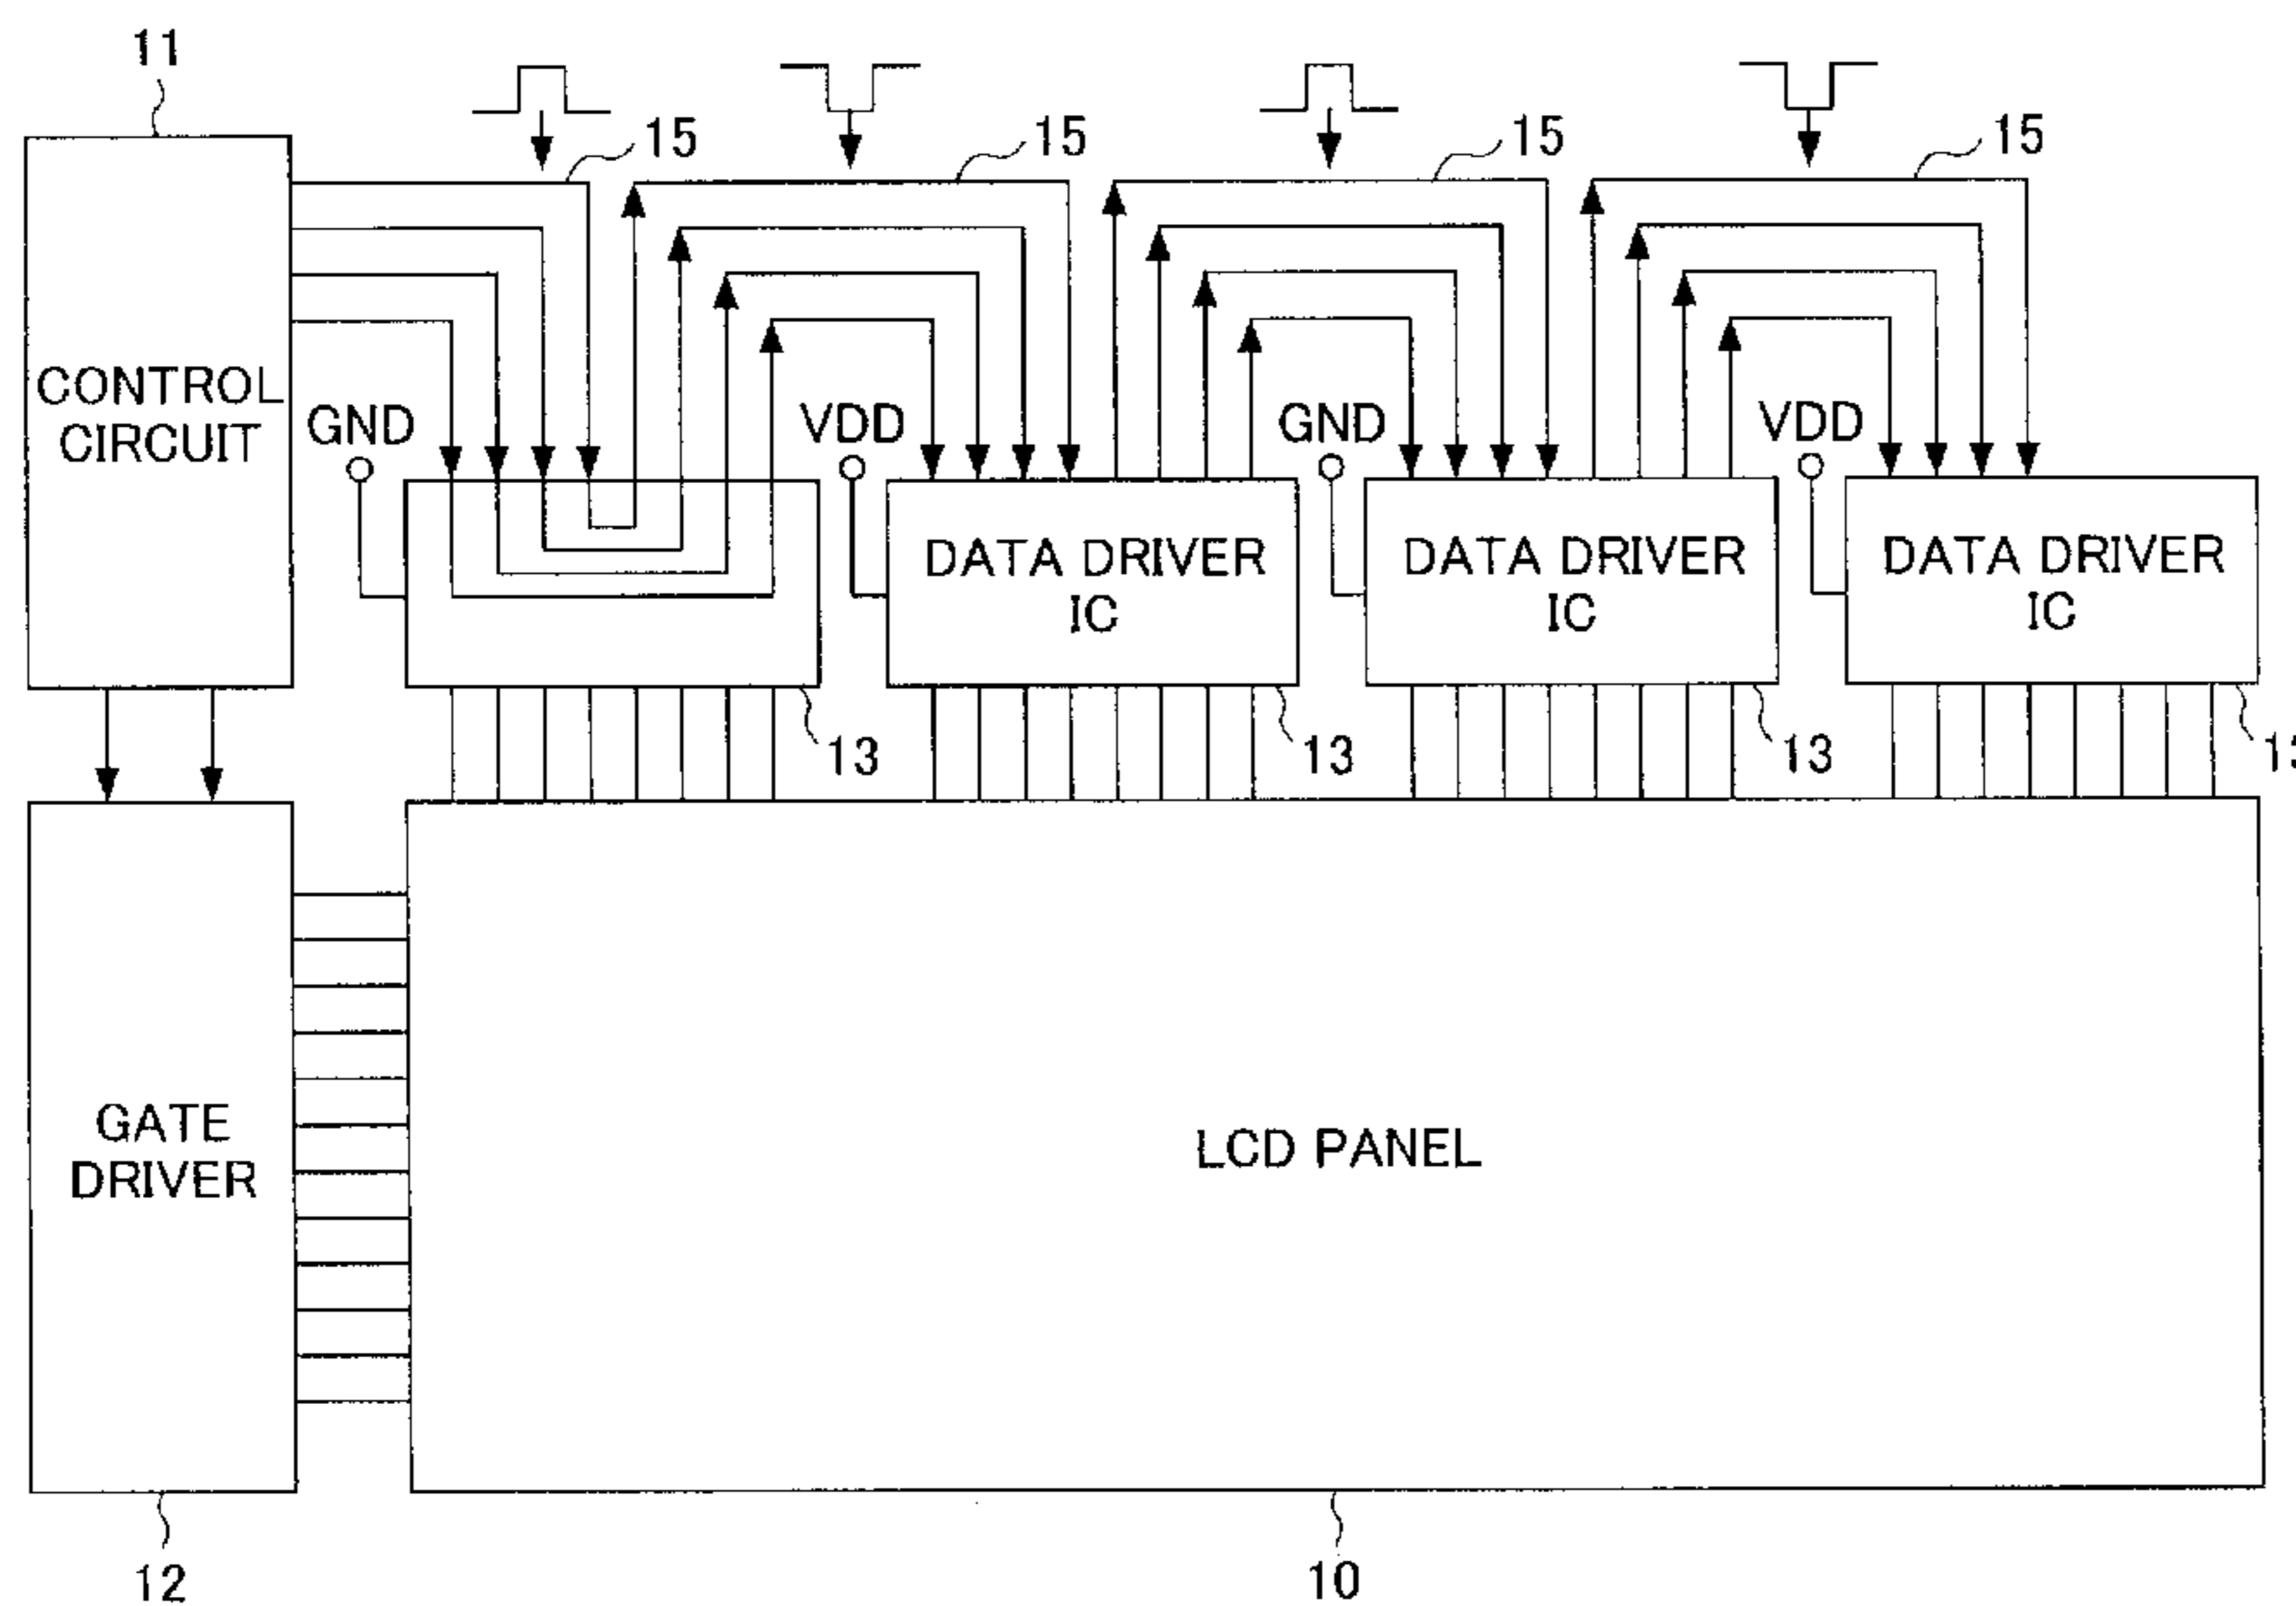 11
15
15
15
15
CONTROL
CIRCUIT
GND
VDD
GND
VDD
DATA DRIVER
IC
DATA DRIVER
IC
DATA DRIVER
IC
13
13
13
GATE
DRIVER
LCD PANEL
12
10